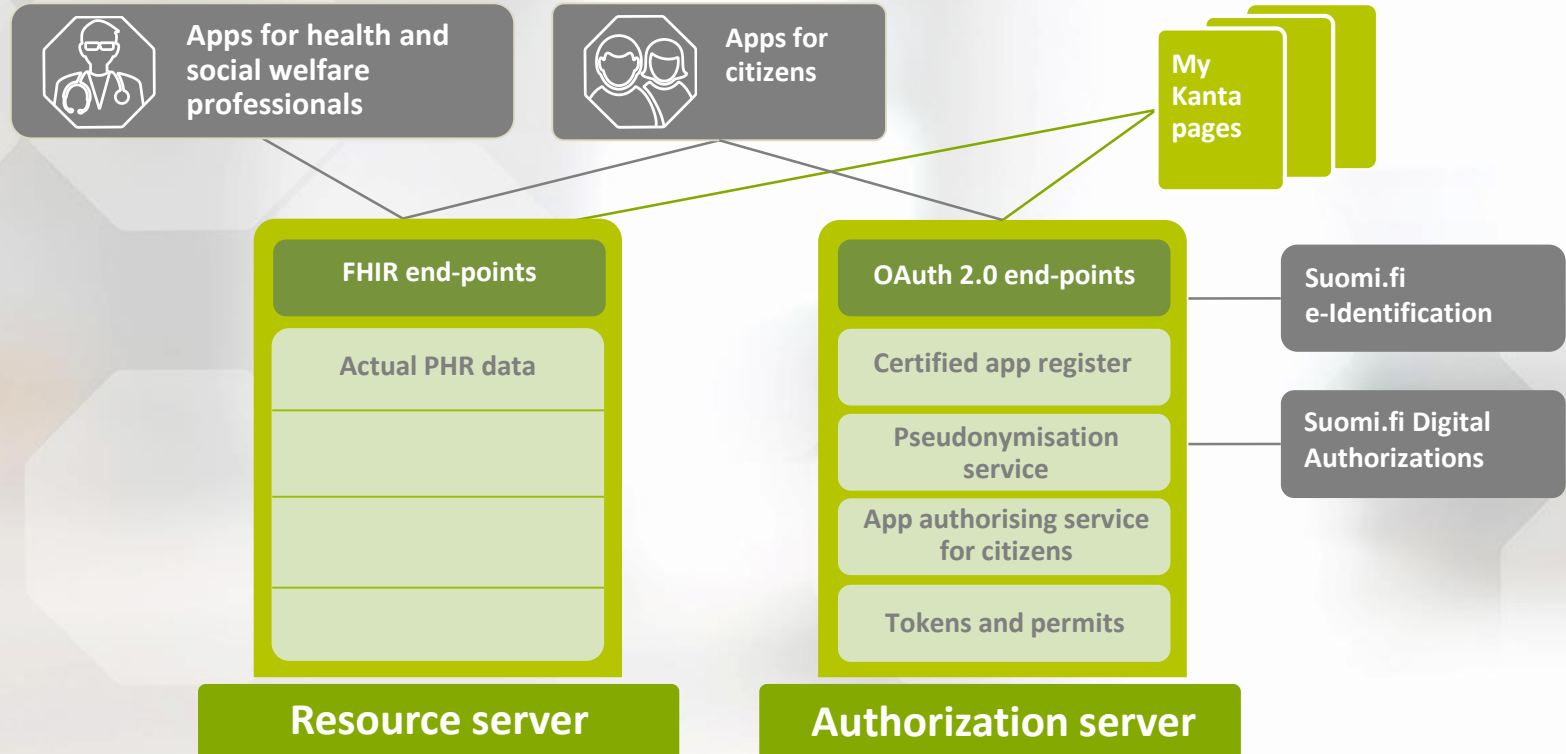 Apps for health and
social welfare
professionals
Apps for
citizens
My
Kanta
pages
FHIR end-points
Actual PHR data
Resource server
OAuth 2.0 end-points
Certified app register
Pseudonymisation
service
App authorising service
for citizens
Tokens and permits
Authorization server
Suomi.fi
e-Identification
Suomi.fi Digital
Authorizations